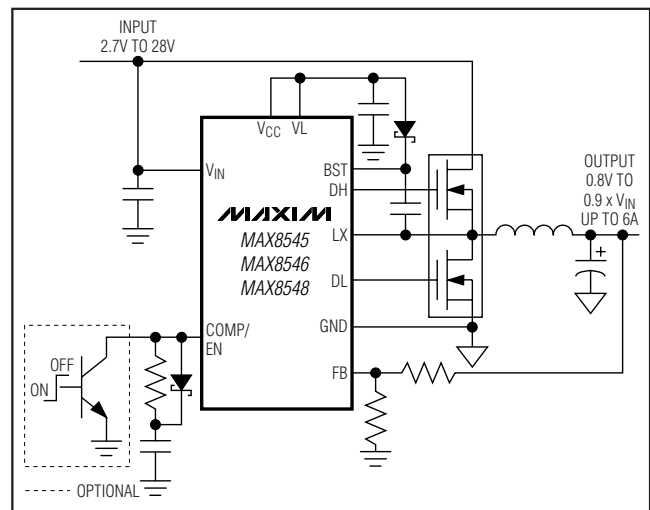 INPUT
2.7V TO 28V
VCC
VL
VIN
BST
DH
OUTPUT
0.8V TO
0.9 x VIN
UP TO 6A
MAXIM
MAX8545
MAX8546
MAX8548
LX
DL
COMP/
EN
GND
OFF
ON
FB
OPTIONAL